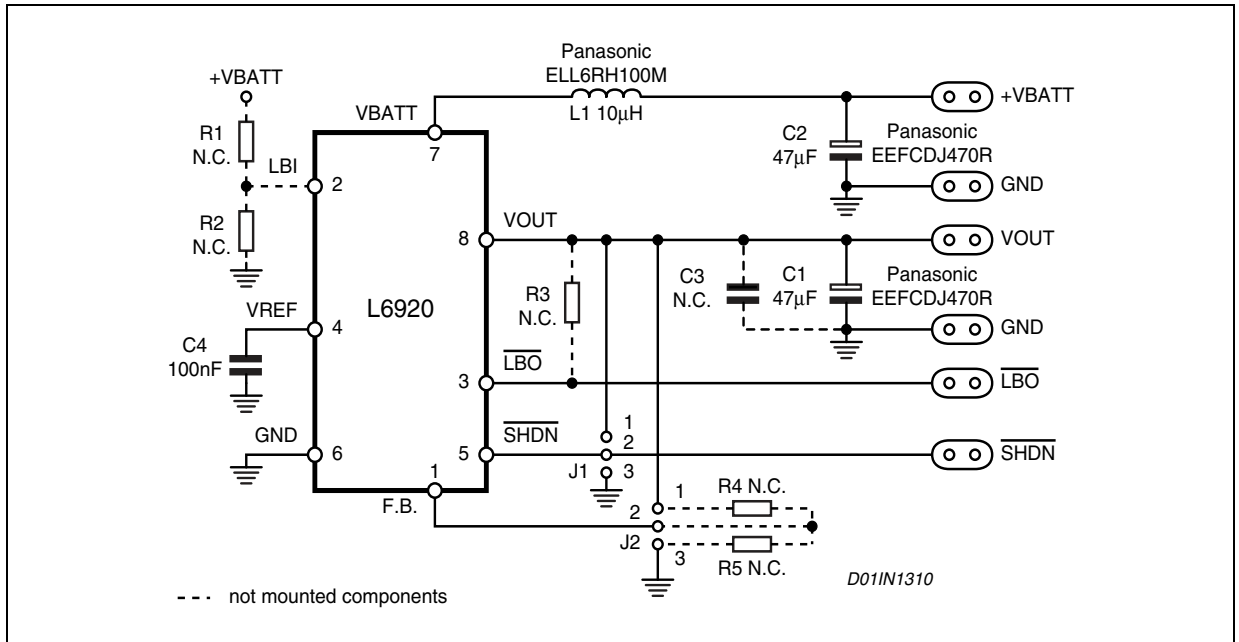 Panasonic
ELL6RH100M
L1 10μH
+VBATT
R1
N.C.
LBI
R2
N.C.
VREF
C4
100nF
GND
VBATT
7
2
4
6
L6920
8
3
5
1
F.B.
VOUT
R3
N.C.
LBO
SHDN
1
2
J1
3
C3
N.C.
C2
47μF
Panasonic
EEFCDJ470R
C1
47μF
Panasonic
EEFCDJ470R
+VBATT
GND
VOUT
GND
LBO
SHDN
1
2
J2
3
R4 N.C.
R5 N.C.
D01IN1310
not mounted components